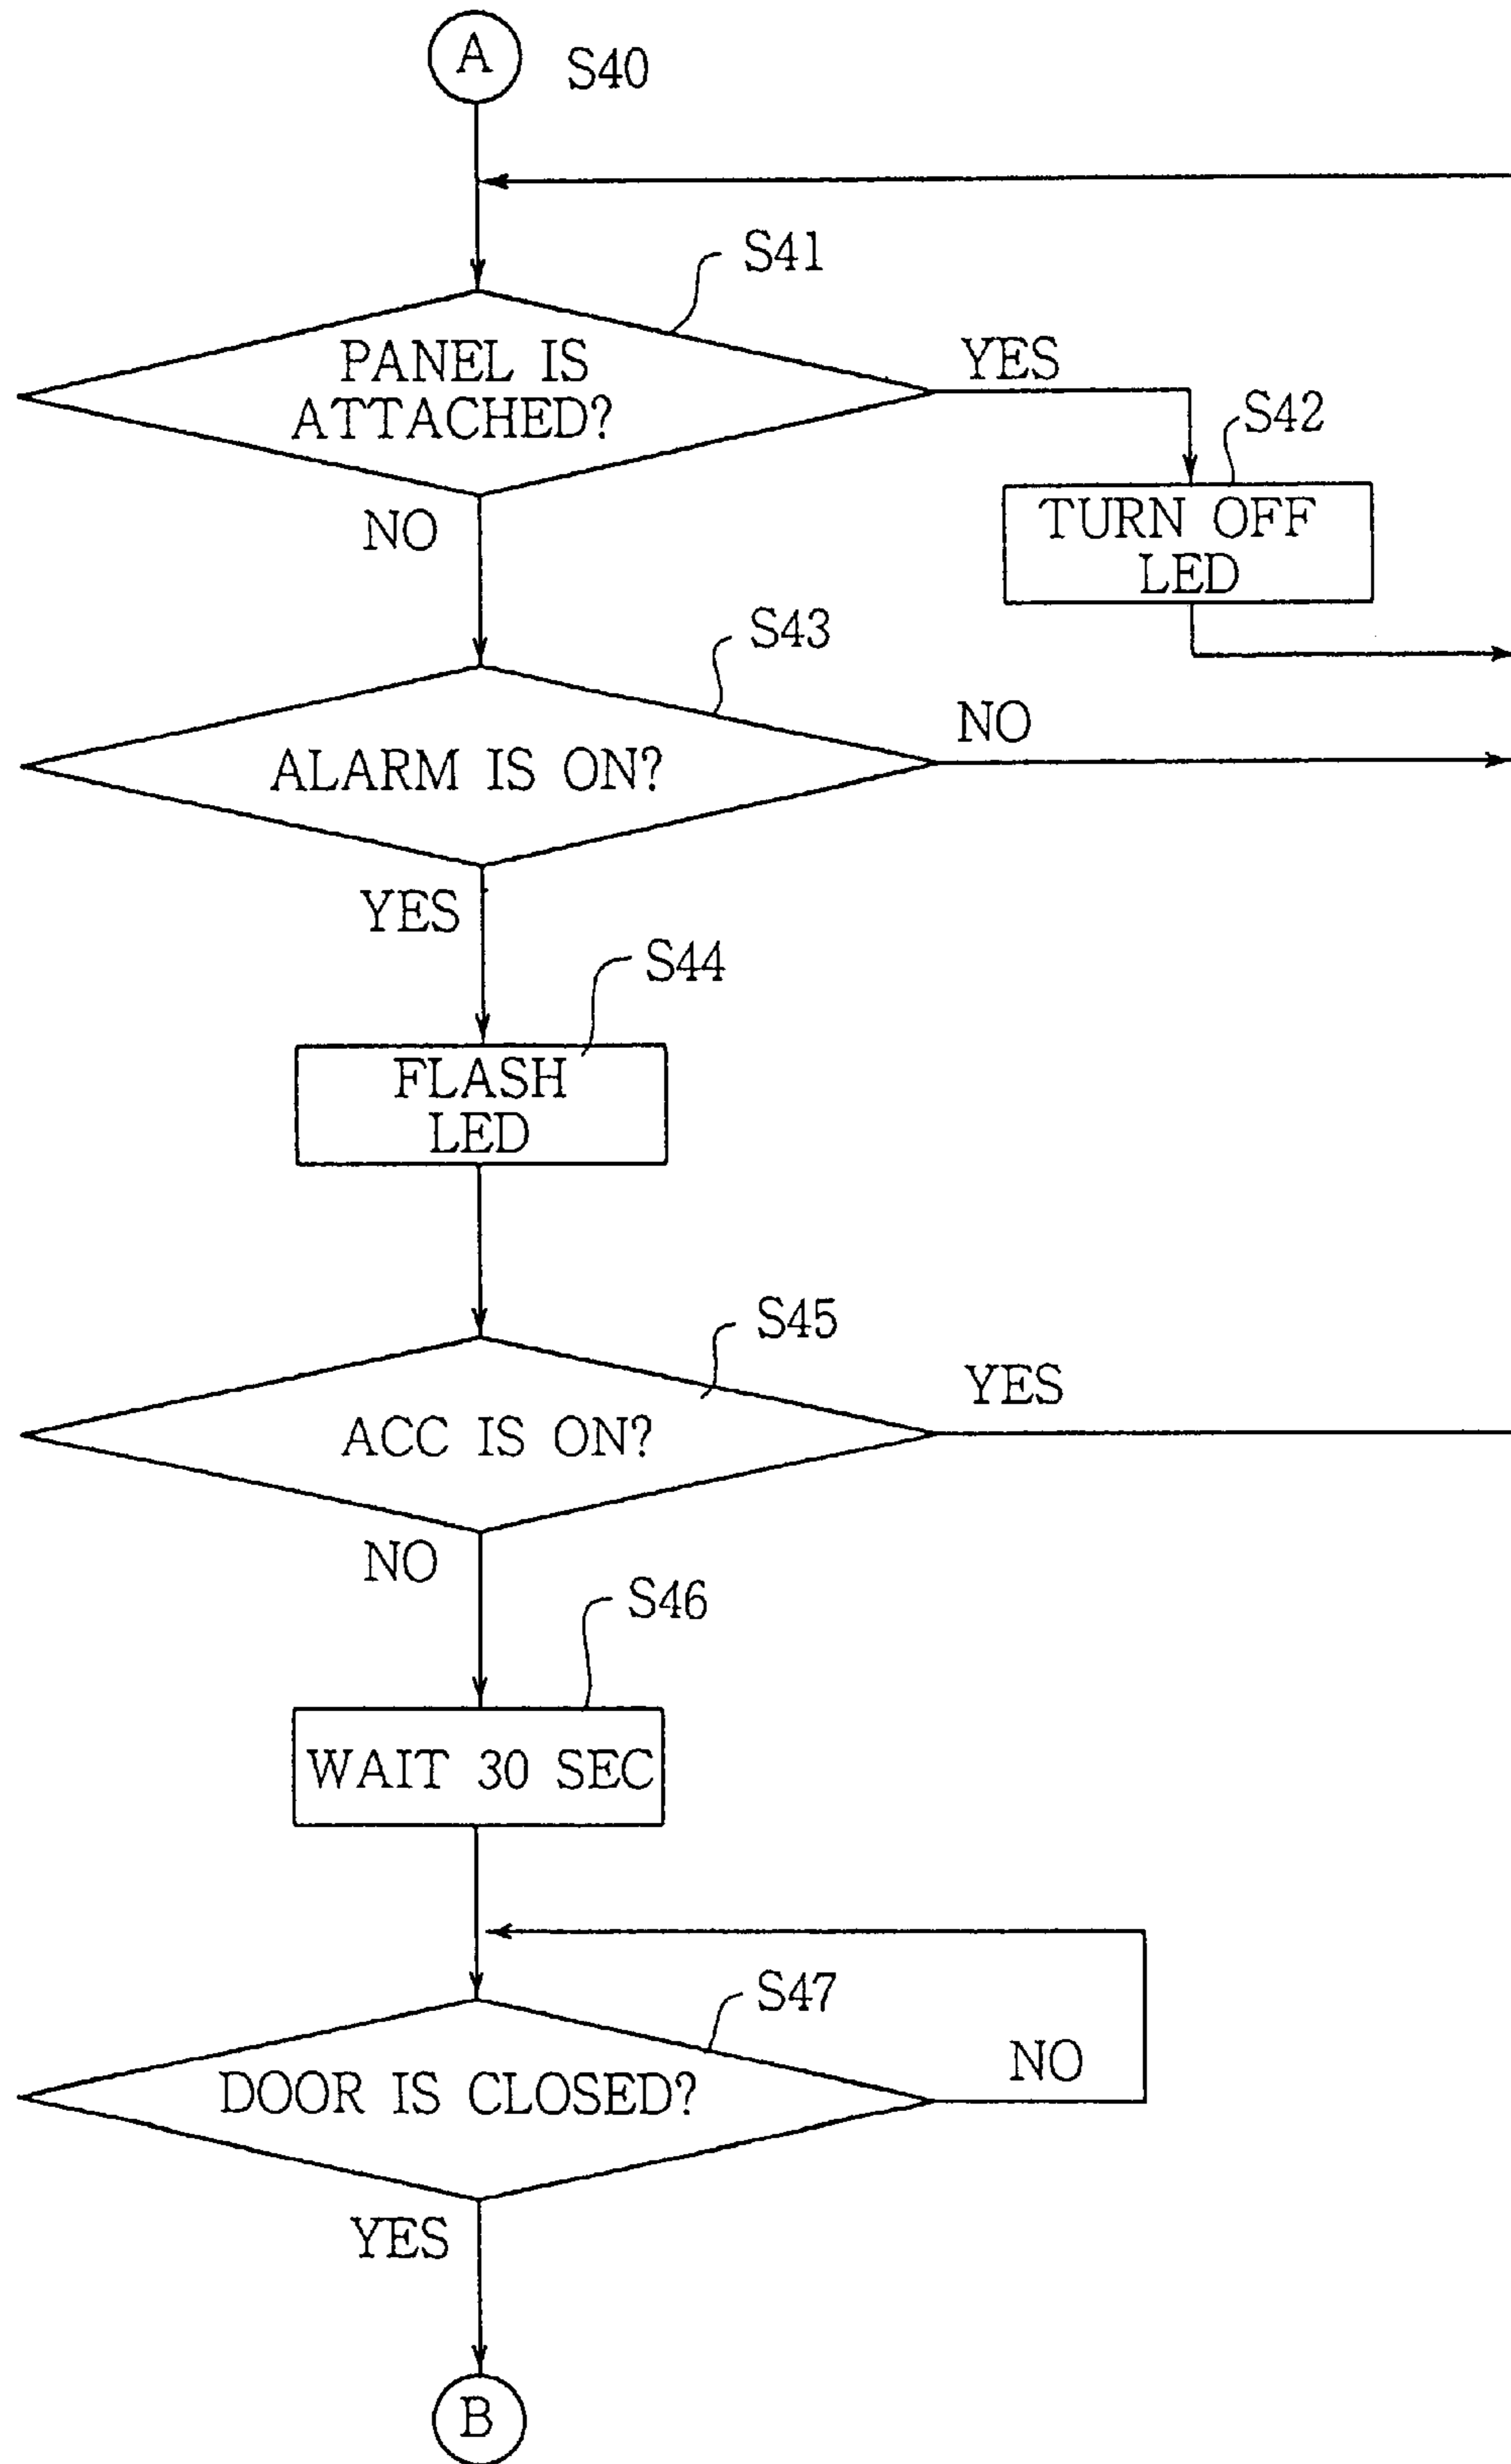 A
S40
S41
PANEL IS
ATTACHED?
YES
S42
TURN OFF
LED
NO
S43
ALARM IS ON?
NO
YES
S44
FLASH
LED
S45
ACC IS ON?
YES
NO
S46
WAIT 30 SEC
S47
DOOR IS CLOSED?
NO
YES
B